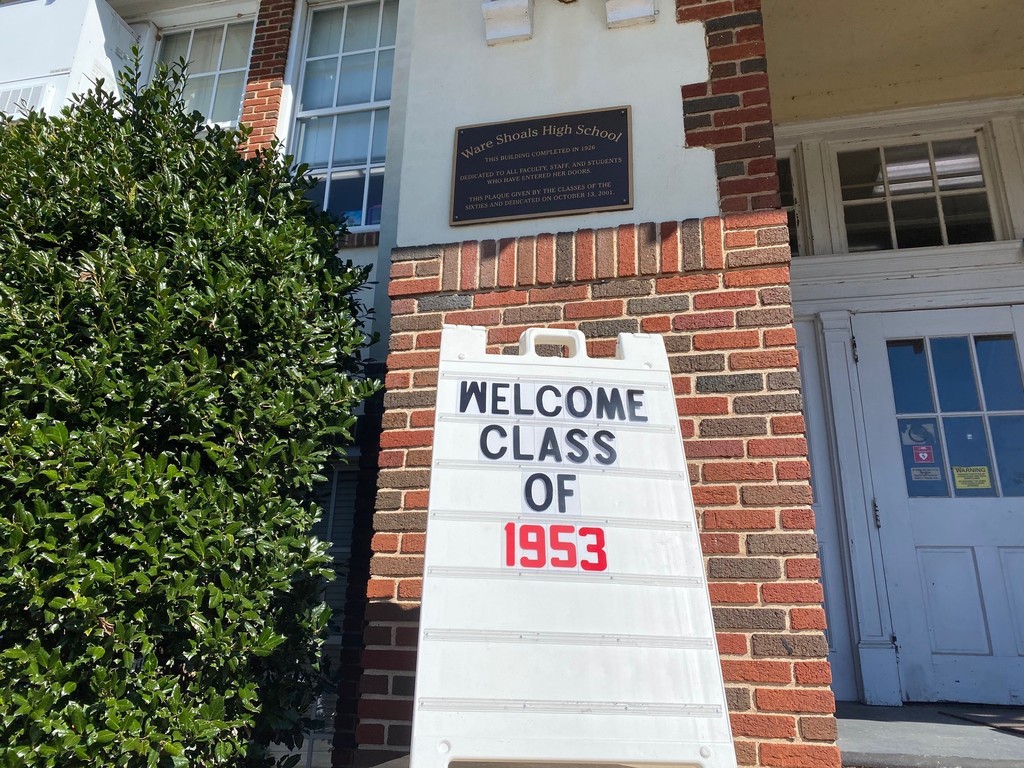 Ware Shoals High School
THIS BUILDING COMPLETED IN 1926
DEDICATED TO ALL FACULTY, STAFF, AND STUDENTS
WHO HAVE ENTERED HER DOORS.
THIS PLAQUE GIVEN BY THE CLASSES OF THE
SIXTIES AND DEDICATED ON OCTOBER 13, 2001.
WELCOME
CLASS
OF
1953
WARNING